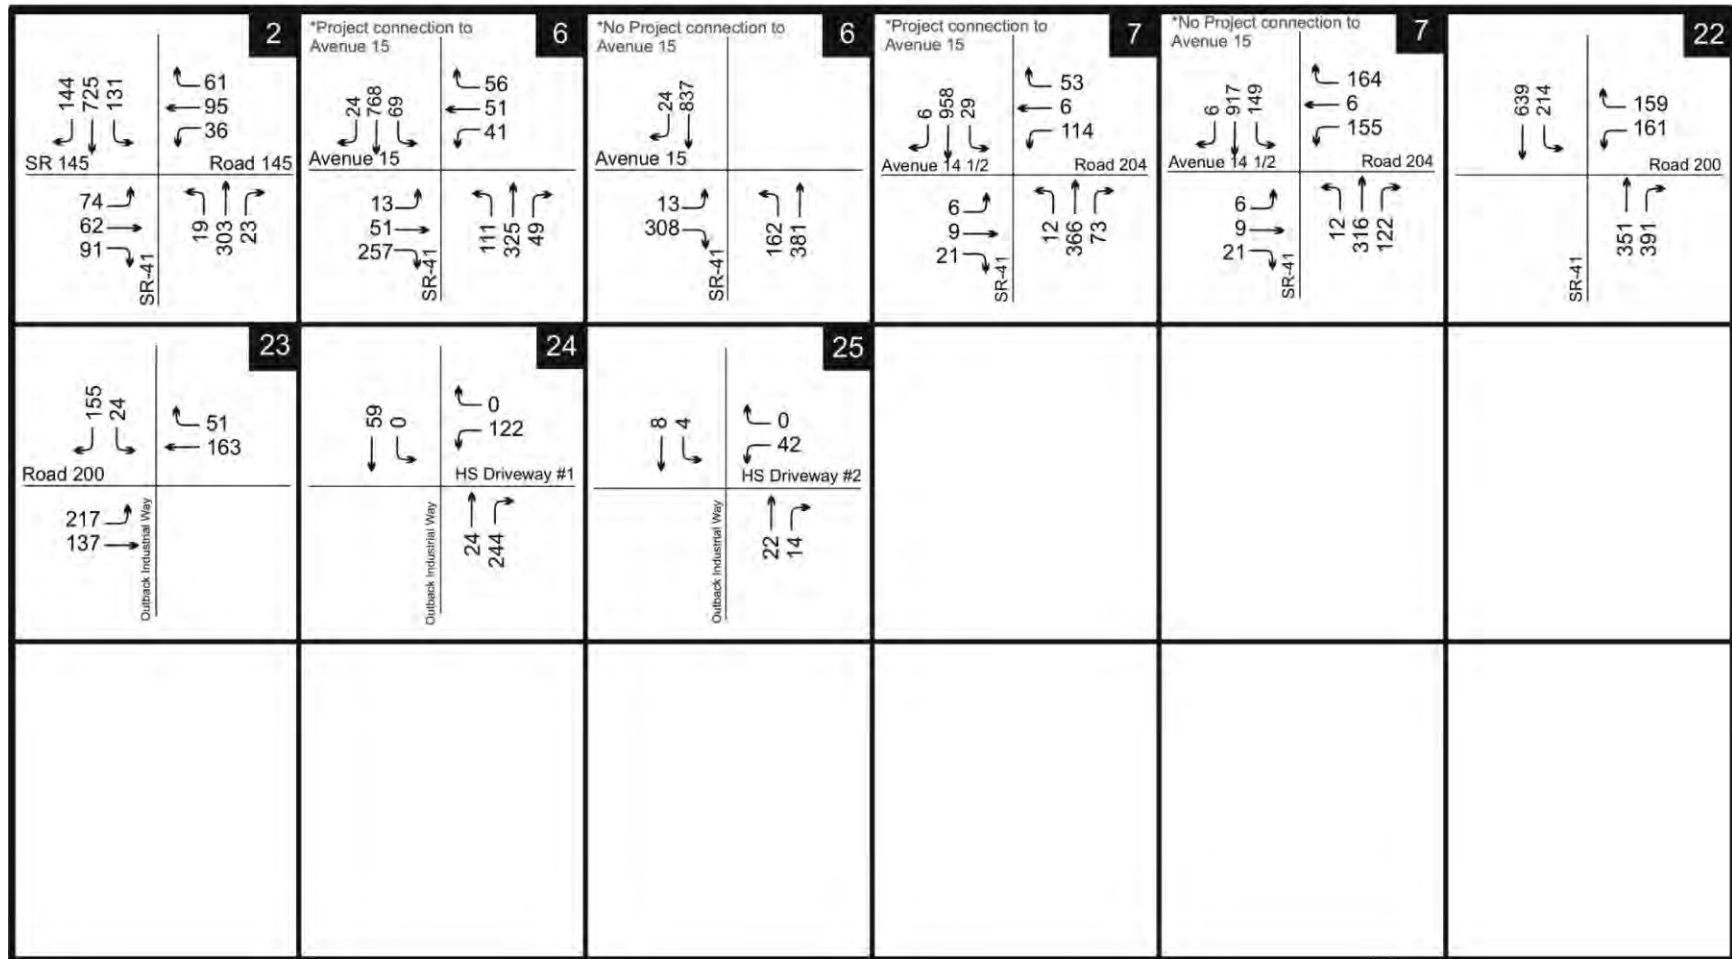 2
144 725 131
61
95
36
SR 145
Road 145
74
62
91
19 303 23
SR-41
*Project connection to
Avenue 15
6
24 768 69
56
51
41
Avenue 15
13
51
257
111 325 49
SR-41
*No Project connection to
Avenue 15
6
24 837
Avenue 15
13
308
162 381
SR-41
*Project connection to
Avenue 15
7
6 958 29
53
6
114
Avenue 14 1/2
Road 204
6
9
21
12 366 73
SR-41
*No Project connection to
Avenue 15
7
6 917 149
164
6
155
Avenue 14 1/2
Road 204
6
9
21
12 316 122
SR-41
22
639 214
159
161
Road 200
351 391
SR-41
23
155 24
51
163
Road 200
217
137
Outback Industrial Way
24
59 0
0
122
HS Driveway #1
24 244
Outback Industrial Way
25
8 4
0
42
HS Driveway #2
22 14
Outback Industrial Way